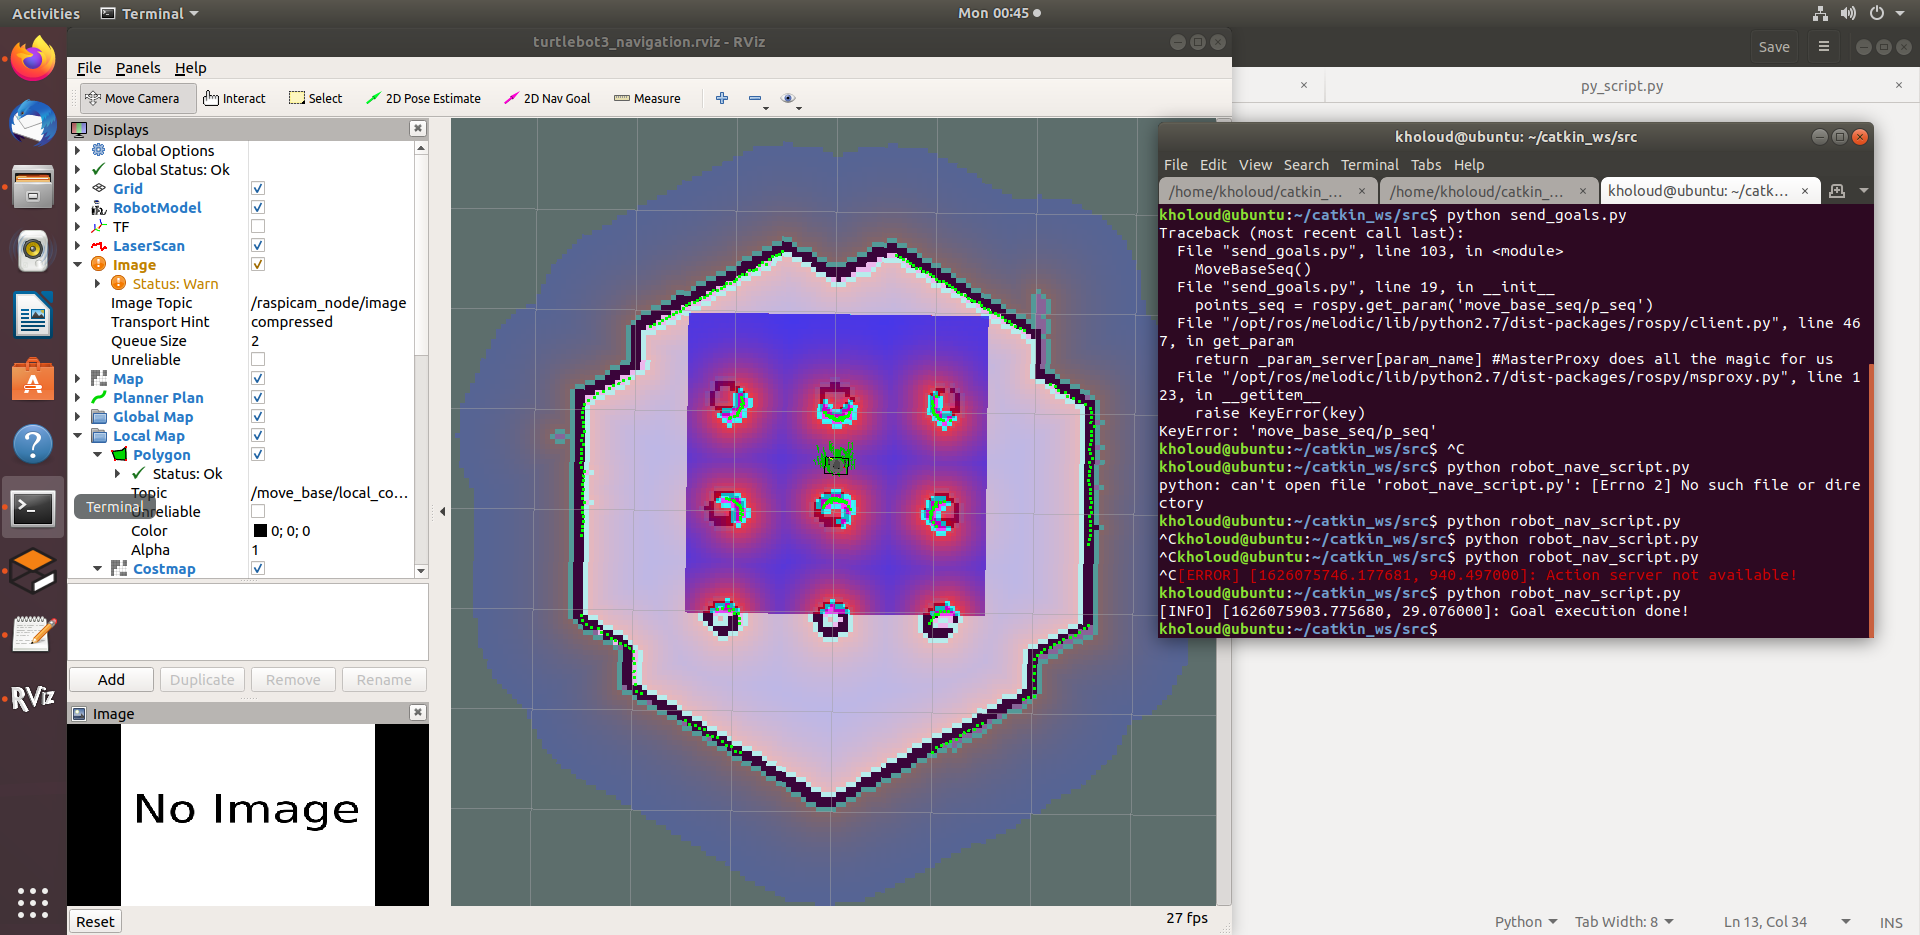 Activities
Terminal
Mon 00:45
turtlebot3_navigation.rviz - RViz
Save
File Panels Help
py_script.py
Move Camera Interact Select 2D Pose Estimate 2D Nav Goal Measure
Displays
Global Options
Global Status: Ok
Grid
RobotModel
TF
LaserScan
Image
Status: Warn
Image Topic /raspicam_node/image
Transport Hint compressed
Queue Size 2
Unreliable
Map
Planner Plan
Global Map
Local Map
Polygon
Status: Ok
Topic /move_base/local_co...
Terminal
Unreliable
Color 0; 0; 0
Alpha 1
Costmap
Add Duplicate Remove Rename
Image
No Image
Reset
27 fps
kholoud@ubuntu: ~/catkin_ws/src
File Edit View Search Terminal Tabs Help
/home/kholoud/catkin_... /home/kholoud/catkin_... kholoud@ubuntu: ~/catk...
kholoud@ubuntu:~/catkin_ws/src$ python send_goals.py
Traceback (most recent call last):
File "send_goals.py", line 103, in <module>
MoveBaseSeq()
File "send_goals.py", line 19, in __init__
points_seq = rospy.get_param('move_base_seq/p_seq')
File "/opt/ros/melodic/lib/python2.7/dist-packages/rospy/client.py", line 46
7, in get_param
return _param_server[param_name] #MasterProxy does all the magic for us
File "/opt/ros/melodic/lib/python2.7/dist-packages/rospy/msproxy.py", line 1
23, in __getitem__
raise KeyError(key)
KeyError: 'move_base_seq/p_seq'
kholoud@ubuntu:~/catkin_ws/src$ ^C
kholoud@ubuntu:~/catkin_ws/src$ python robot_nave_script.py
python: can't open file 'robot_nave_script.py': [Errno 2] No such file or dire
ctory
kholoud@ubuntu:~/catkin_ws/src$ python robot_nav_script.py
^Ckholoud@ubuntu:~/catkin_ws/src$ python robot_nav_script.py
^Ckholoud@ubuntu:~/catkin_ws/src$ python robot_nav_script.py
^C[ERROR] [1626075746.177681, 940.497000]: Action server not available!
kholoud@ubuntu:~/catkin_ws/src$ python robot_nav_script.py
[INFO] [1626075903.775680, 29.076000]: Goal execution done!
kholoud@ubuntu:~/catkin_ws/src$
Python Tab Width: 8 Ln 13, Col 34 INS
RViz